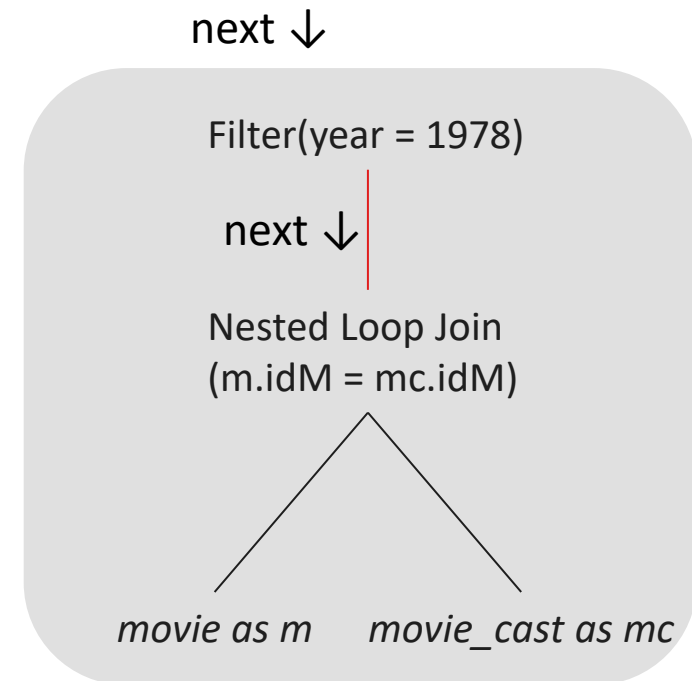 next ↓
Filter(year = 1978)
next ↓
Nested Loop Join
(m.idM = mc.idM)
movie as m
movie_cast as mc